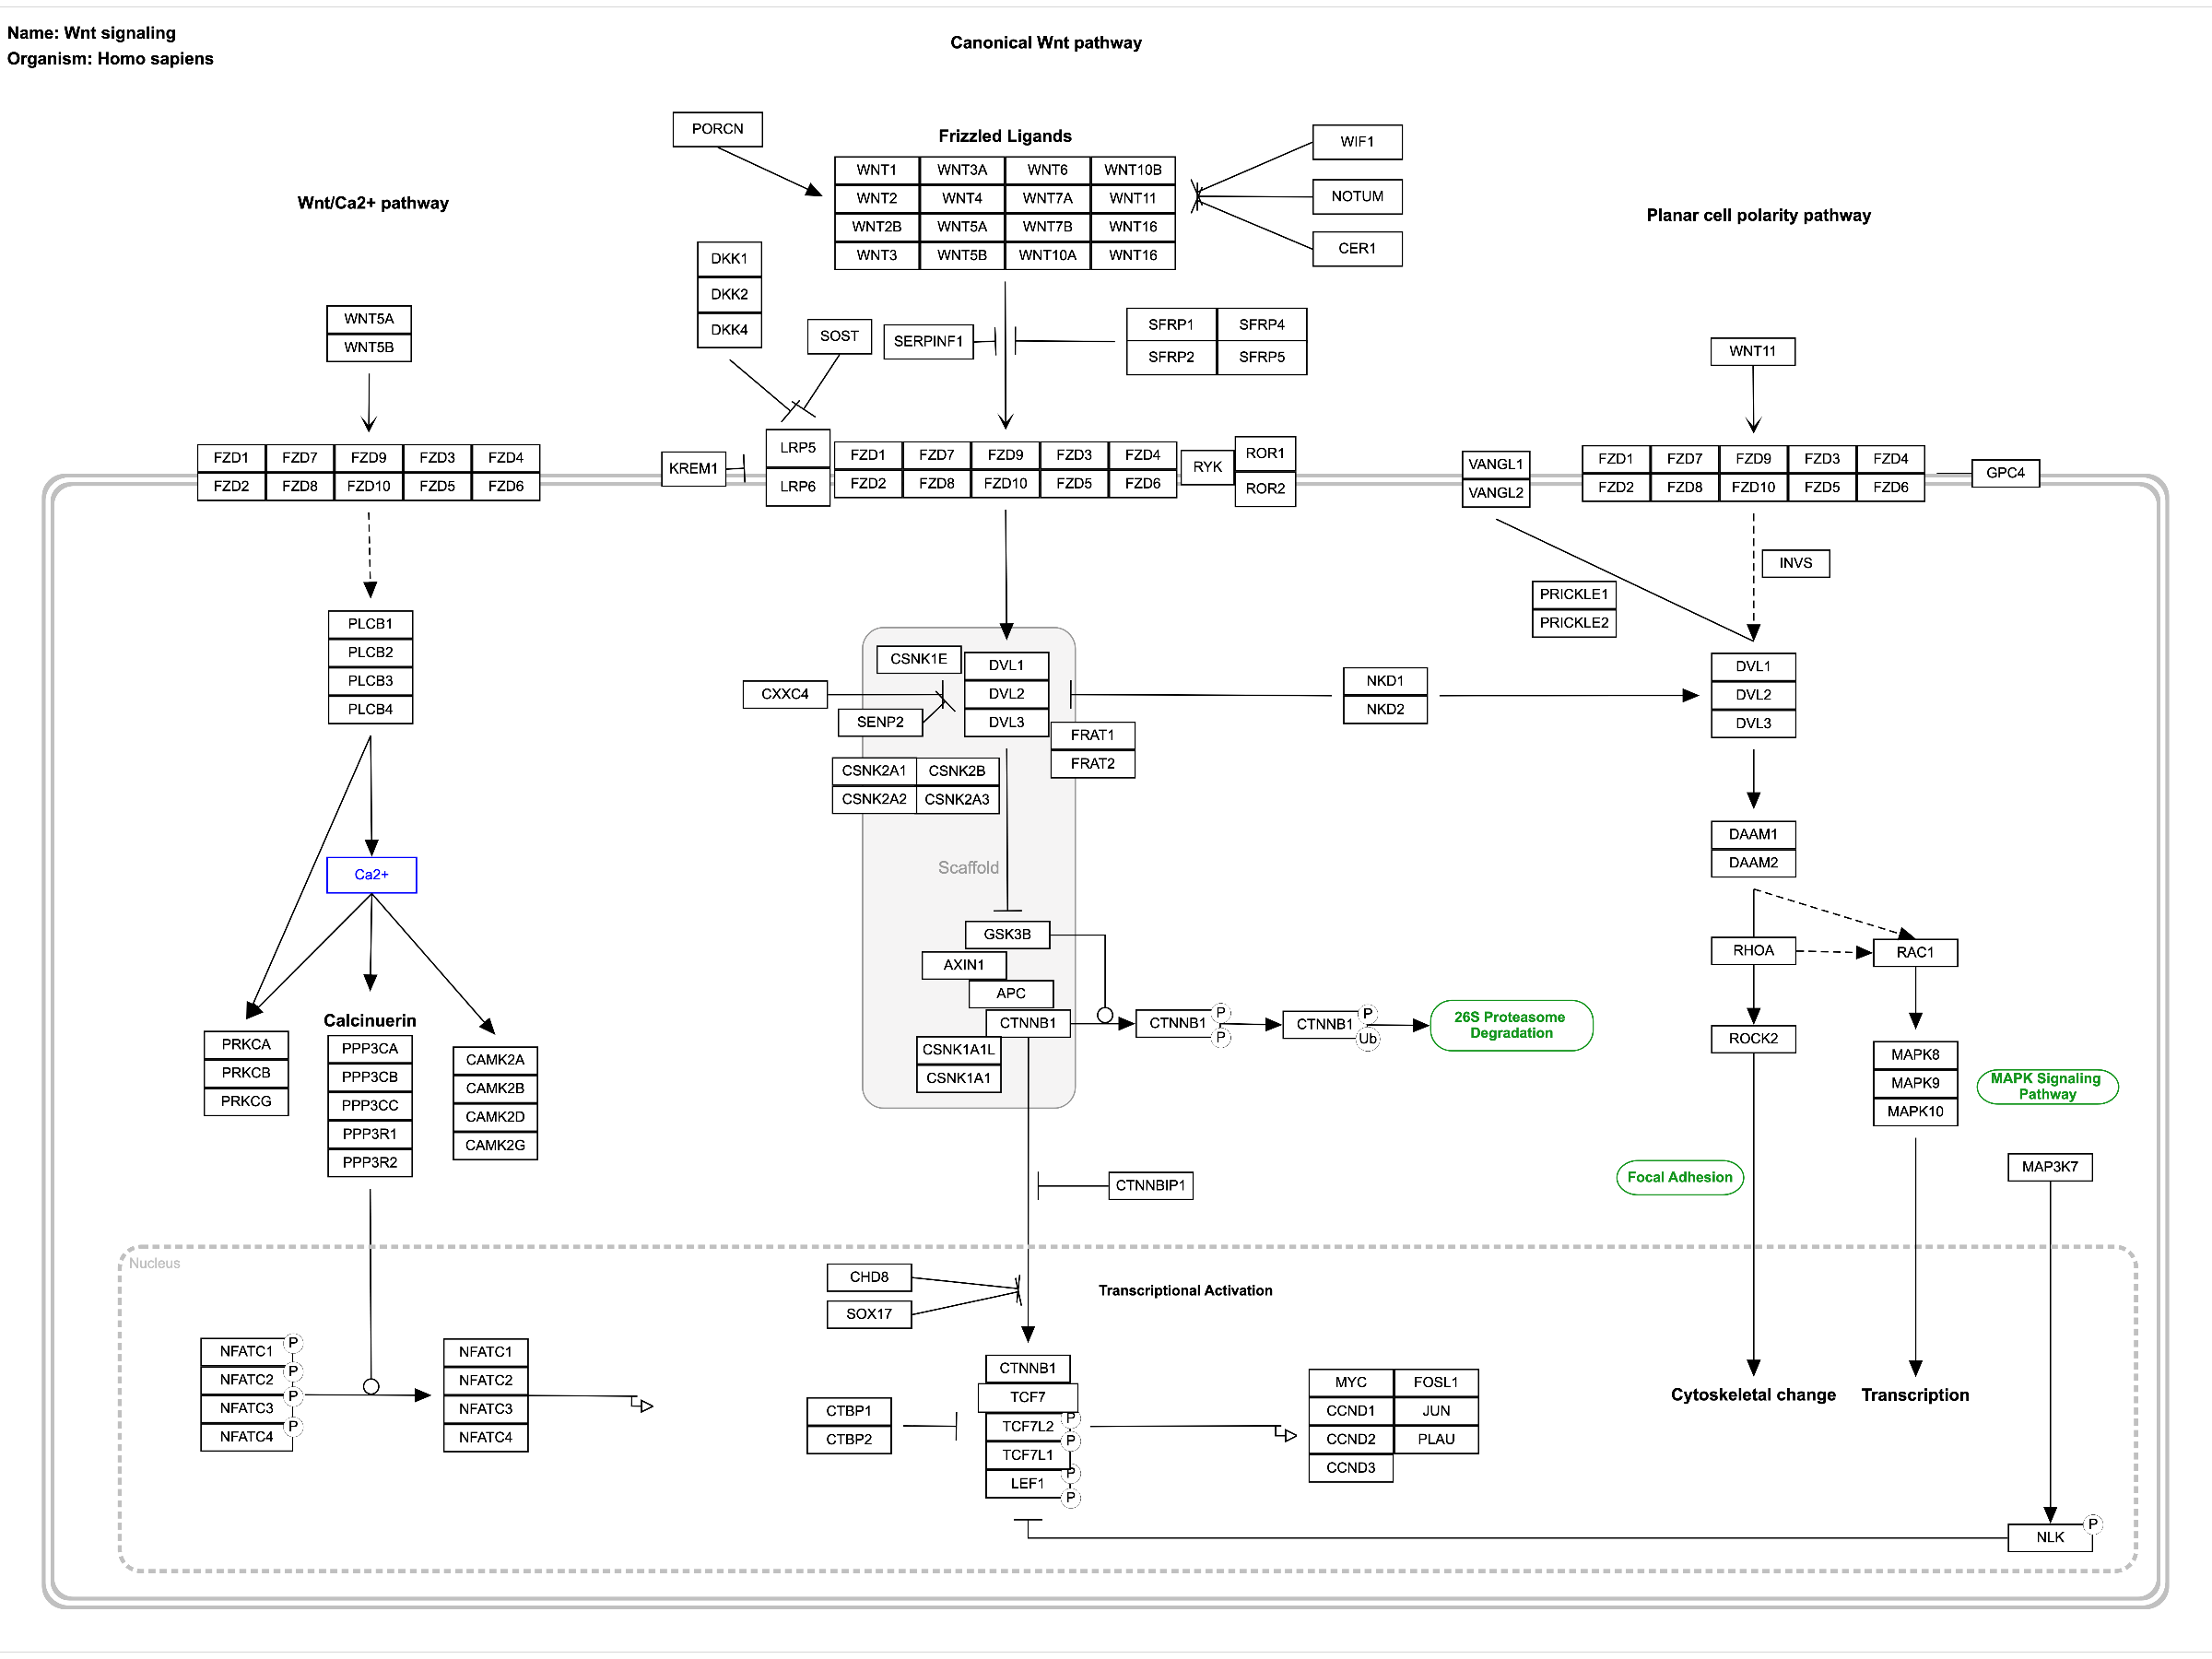 Name: Wnt signaling
Organism: Homo sapiens
Canonical Wnt pathway
PORCN
Frizzled Ligands
WNT1 WNT3A WNT6 WNT10B
WNT2 WNT4 WNT7A WNT11
WNT2B WNT5A WNT7B WNT16
WNT3 WNT5B WNT10A WNT16
WIF1
NOTUM
CER1
Wnt/Ca2+ pathway
Planar cell polarity pathway
DKK1
DKK2
DKK4
SOST
SERPINF1
SFRP1 SFRP4
SFRP2 SFRP5
WNT5A
WNT5B
WNT11
FZD1 FZD7 FZD9 FZD3 FZD4
FZD2 FZD8 FZD10 FZD5 FZD6
KREM1
LRP5
LRP6
FZD1 FZD7 FZD9 FZD3 FZD4
FZD2 FZD8 FZD10 FZD5 FZD6
RYK
ROR1
ROR2
VANGL1
VANGL2
FZD1 FZD7 FZD9 FZD3 FZD4
FZD2 FZD8 FZD10 FZD5 FZD6
GPC4
INVS
PRICKLE1
PRICKLE2
PLCB1
PLCB2
PLCB3
PLCB4
CSNK1E
DVL1
DVL2
DVL3
CXXC4
SENP2
NKD1
NKD2
FRAT1
FRAT2
CSNK2A1 CSNK2B
CSNK2A2 CSNK2A3
DVL1
DVL2
DVL3
DAAM1
DAAM2
Scaffold
Ca2+
GSK3B
AXIN1
APC
CTNNB1
CSNK1A1L
CSNK1A1
CTNNB1 P P
CTNNB1 P Ub
26S Proteasome
Degradation
RHOA
RAC1
ROCK2
MAPK8
MAPK9
MAPK10
MAPK Signaling
Pathway
Calcinuerin
PRKCA
PRKCB
PRKCG
PPP3CA
PPP3CB
PPP3CC
PPP3R1
PPP3R2
CAMK2A
CAMK2B
CAMK2D
CAMK2G
CTNNBIP1
Focal Adhesion
MAP3K7
Nucleus
CHD8
SOX17
Transcriptional Activation
NFATC1 P
NFATC2 P
NFATC3 P
NFATC4 P
NFATC1
NFATC2
NFATC3
NFATC4
CTBP1
CTBP2
CTNNB1
TCF7
TCF7L2 P
P
TCF7L1
LEF1 P
P
MYC FOSL1
CCND1 JUN
CCND2 PLAU
CCND3
Cytoskeletal change
Transcription
NLK P